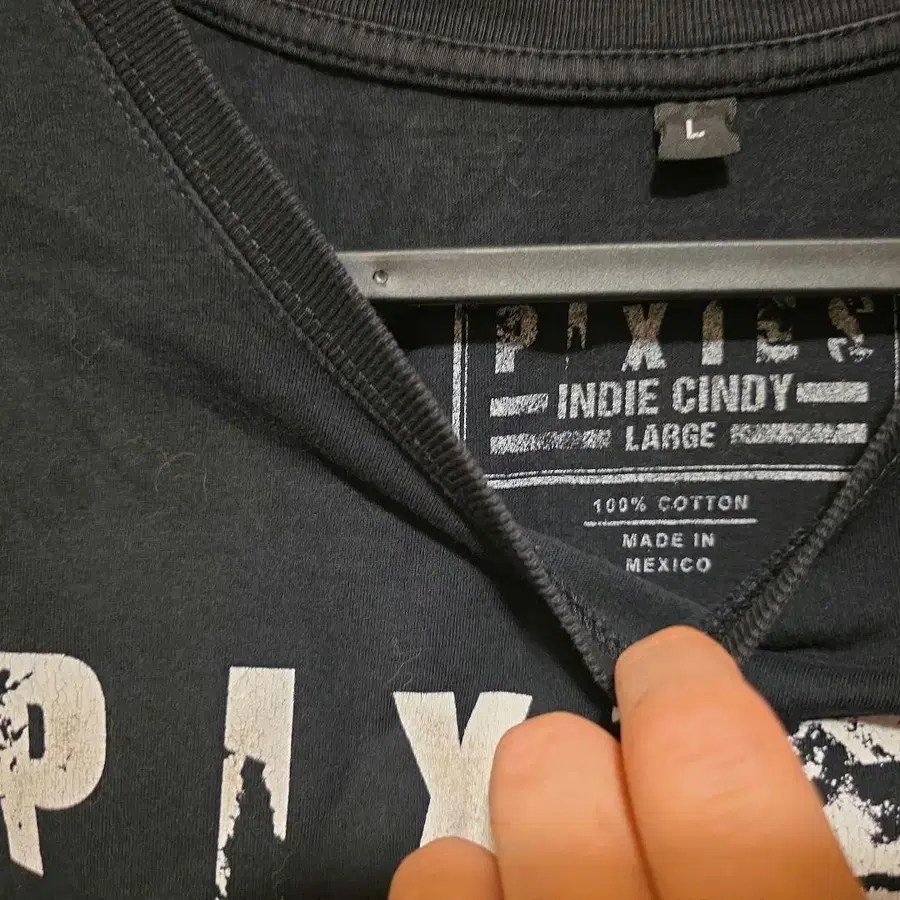 L
PIXIES
INDIE CINDY
LARGE
100% COTTON
MADE IN
MEXICO
PIX